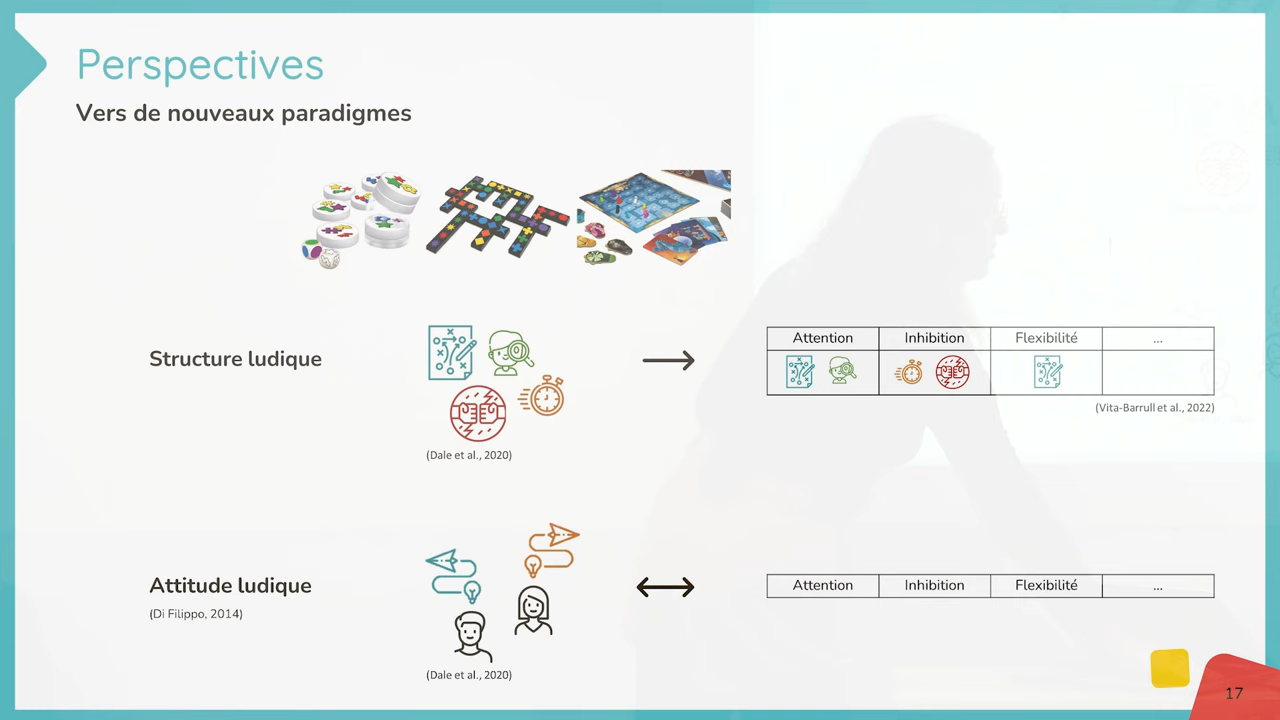 Perspectives
Vers de nouveaux paradigmes
Structure ludique
(Dale et al., 2020)
Attention Inhibition Flexibilité ...
(Vita-Barrull et al., 2022)
Attitude ludique
(Di Filippo, 2014)
(Dale et al., 2020)
Attention Inhibition Flexibilité ...
17